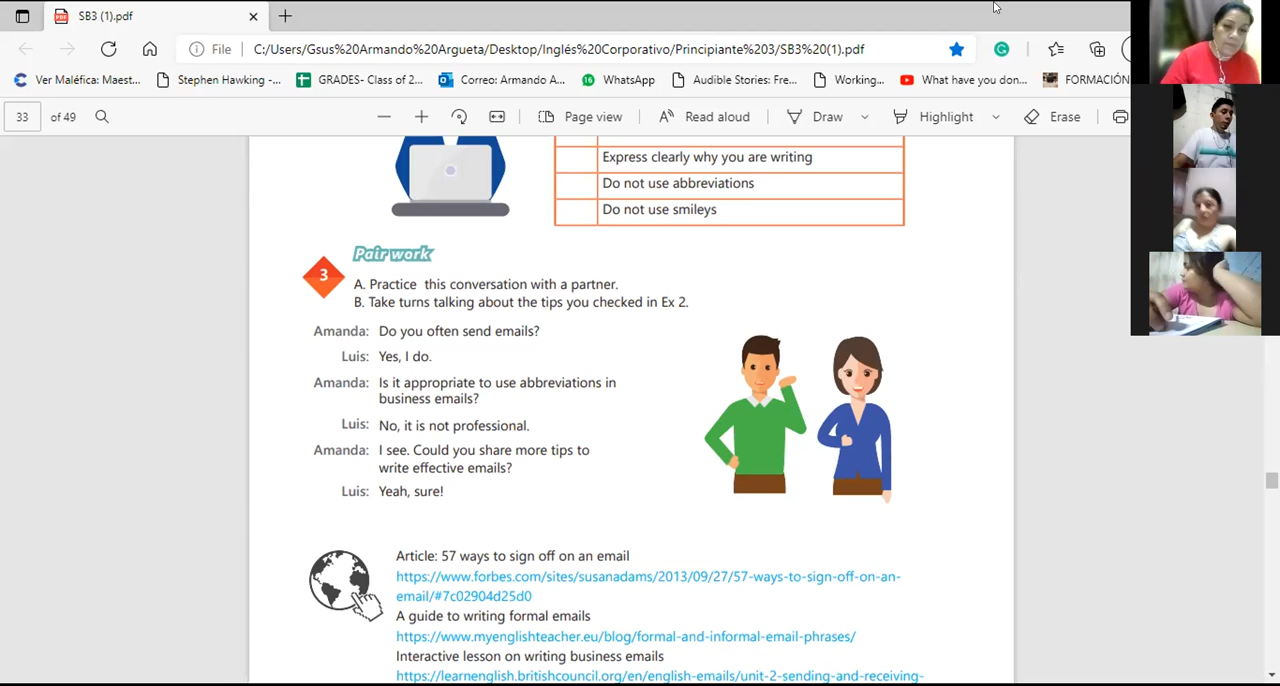 SB3 (1).pdf
File C:/Users/Gsus%20Armando%20Argueta/Desktop/Inglés%20Corporativo/Principiante%203/SB3%20(1).pdf
Ver Maléfica: Maest... Stephen Hawking -... GRADES- Class of 2... Correo: Armando A... WhatsApp Audible Stories: Fre... Working... What have you don... FORMACIÓN
33 of 49 Page view Read aloud Draw Highlight Erase
Express clearly why you are writing
Do not use abbreviations
Do not use smileys
Pair work
3
A. Practice this conversation with a partner.
B. Take turns talking about the tips you checked in Ex 2.
Amanda: Do you often send emails?
Luis: Yes, I do.
Amanda: Is it appropriate to use abbreviations in
business emails?
Luis: No, it is not professional.
Amanda: I see. Could you share more tips to
write effective emails?
Luis: Yeah, sure!
Article: 57 ways to sign off on an email
https://www.forbes.com/sites/susanadams/2013/09/27/57-ways-to-sign-off-on-an-
email/#7c02904d25d0
A guide to writing formal emails
https://www.myenglishteacher.eu/blog/formal-and-informal-email-phrases/
Interactive lesson on writing business emails
https://learnenglish.britishcouncil.org/en/english-emails/unit-2-sending-and-receiving-